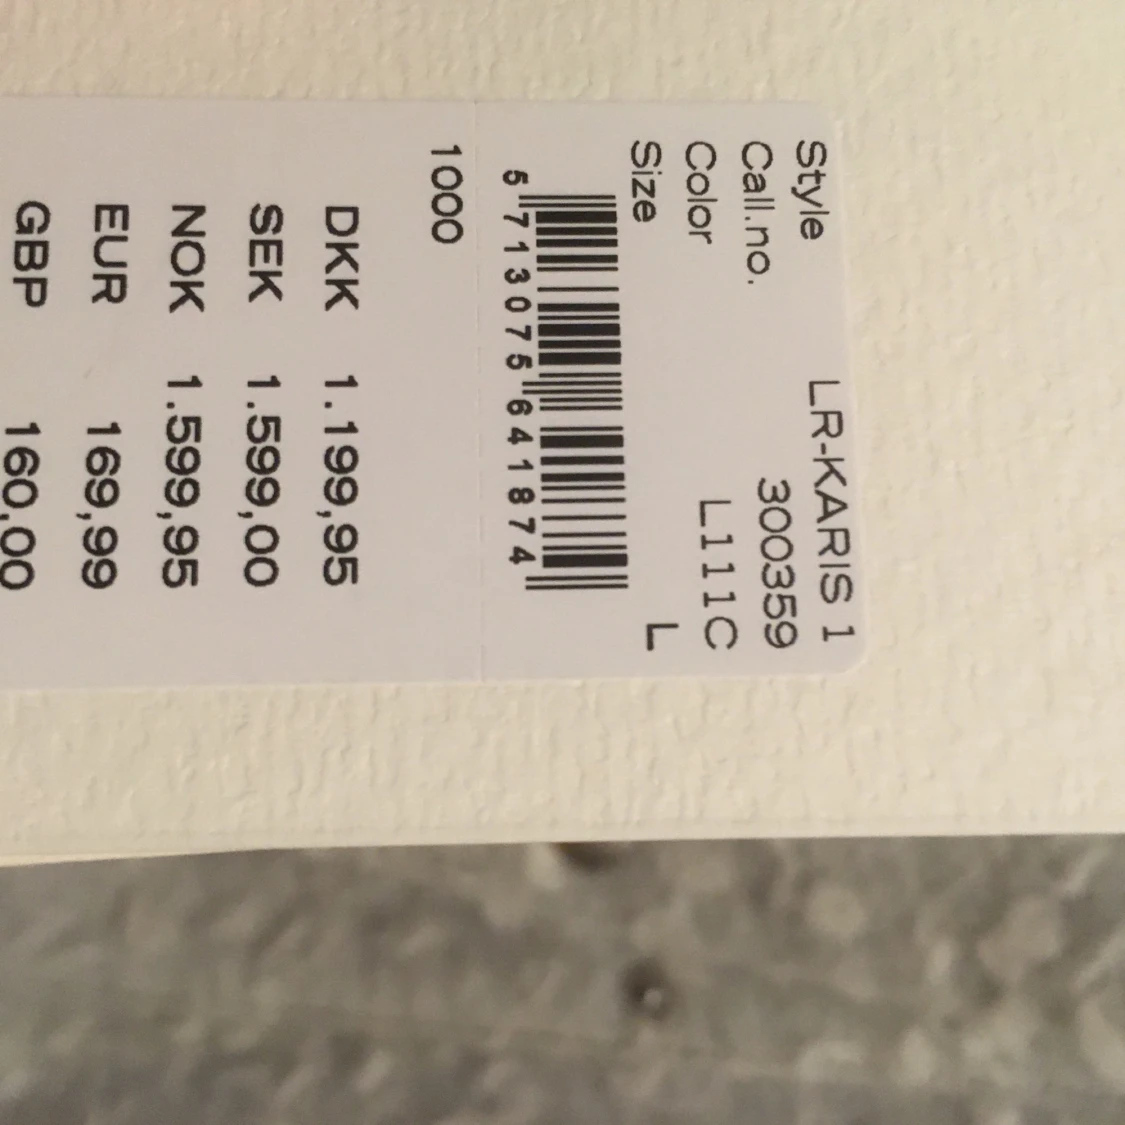 Style LR-KARIS 1
Call.no. 300359
Color L111C
Size L
5 713075 641874
1000
DKK 1.199,95
SEK 1.599,00
NOK 1.599,95
EUR 169,99
GBP 160,00